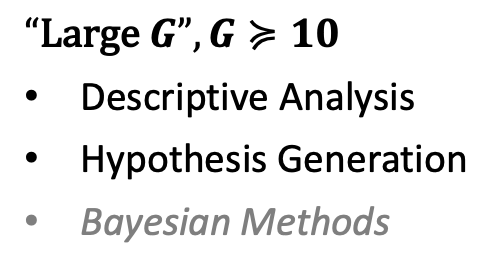 “Large G”, G ≽ 10
• Descriptive Analysis
• Hypothesis Generation
• Bayesian Methods